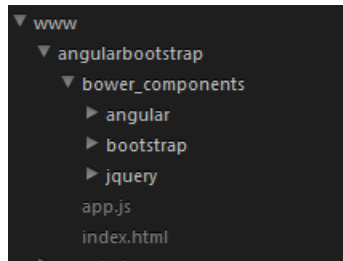 www
angularbootstrap
bower_components
angular
bootstrap
jquery
app.js
index.html